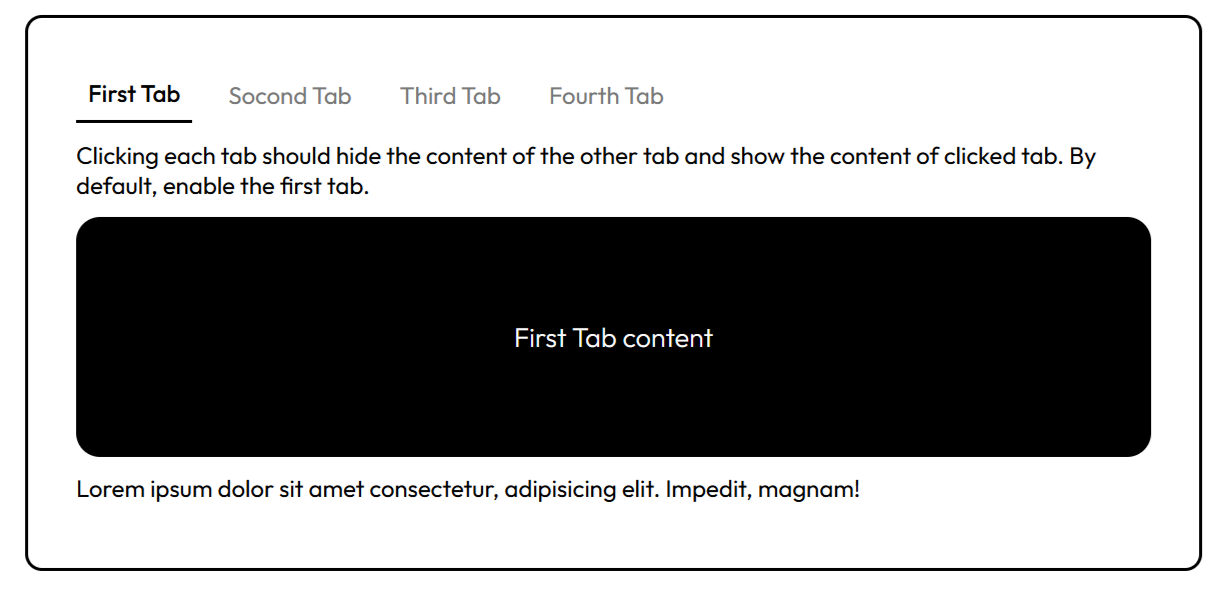 First Tab Socond Tab Third Tab Fourth Tab
Clicking each tab should hide the content of the other tab and show the content of clicked tab. By
default, enable the first tab.
First Tab content
Lorem ipsum dolor sit amet consectetur, adipisicing elit. Impedit, magnam!